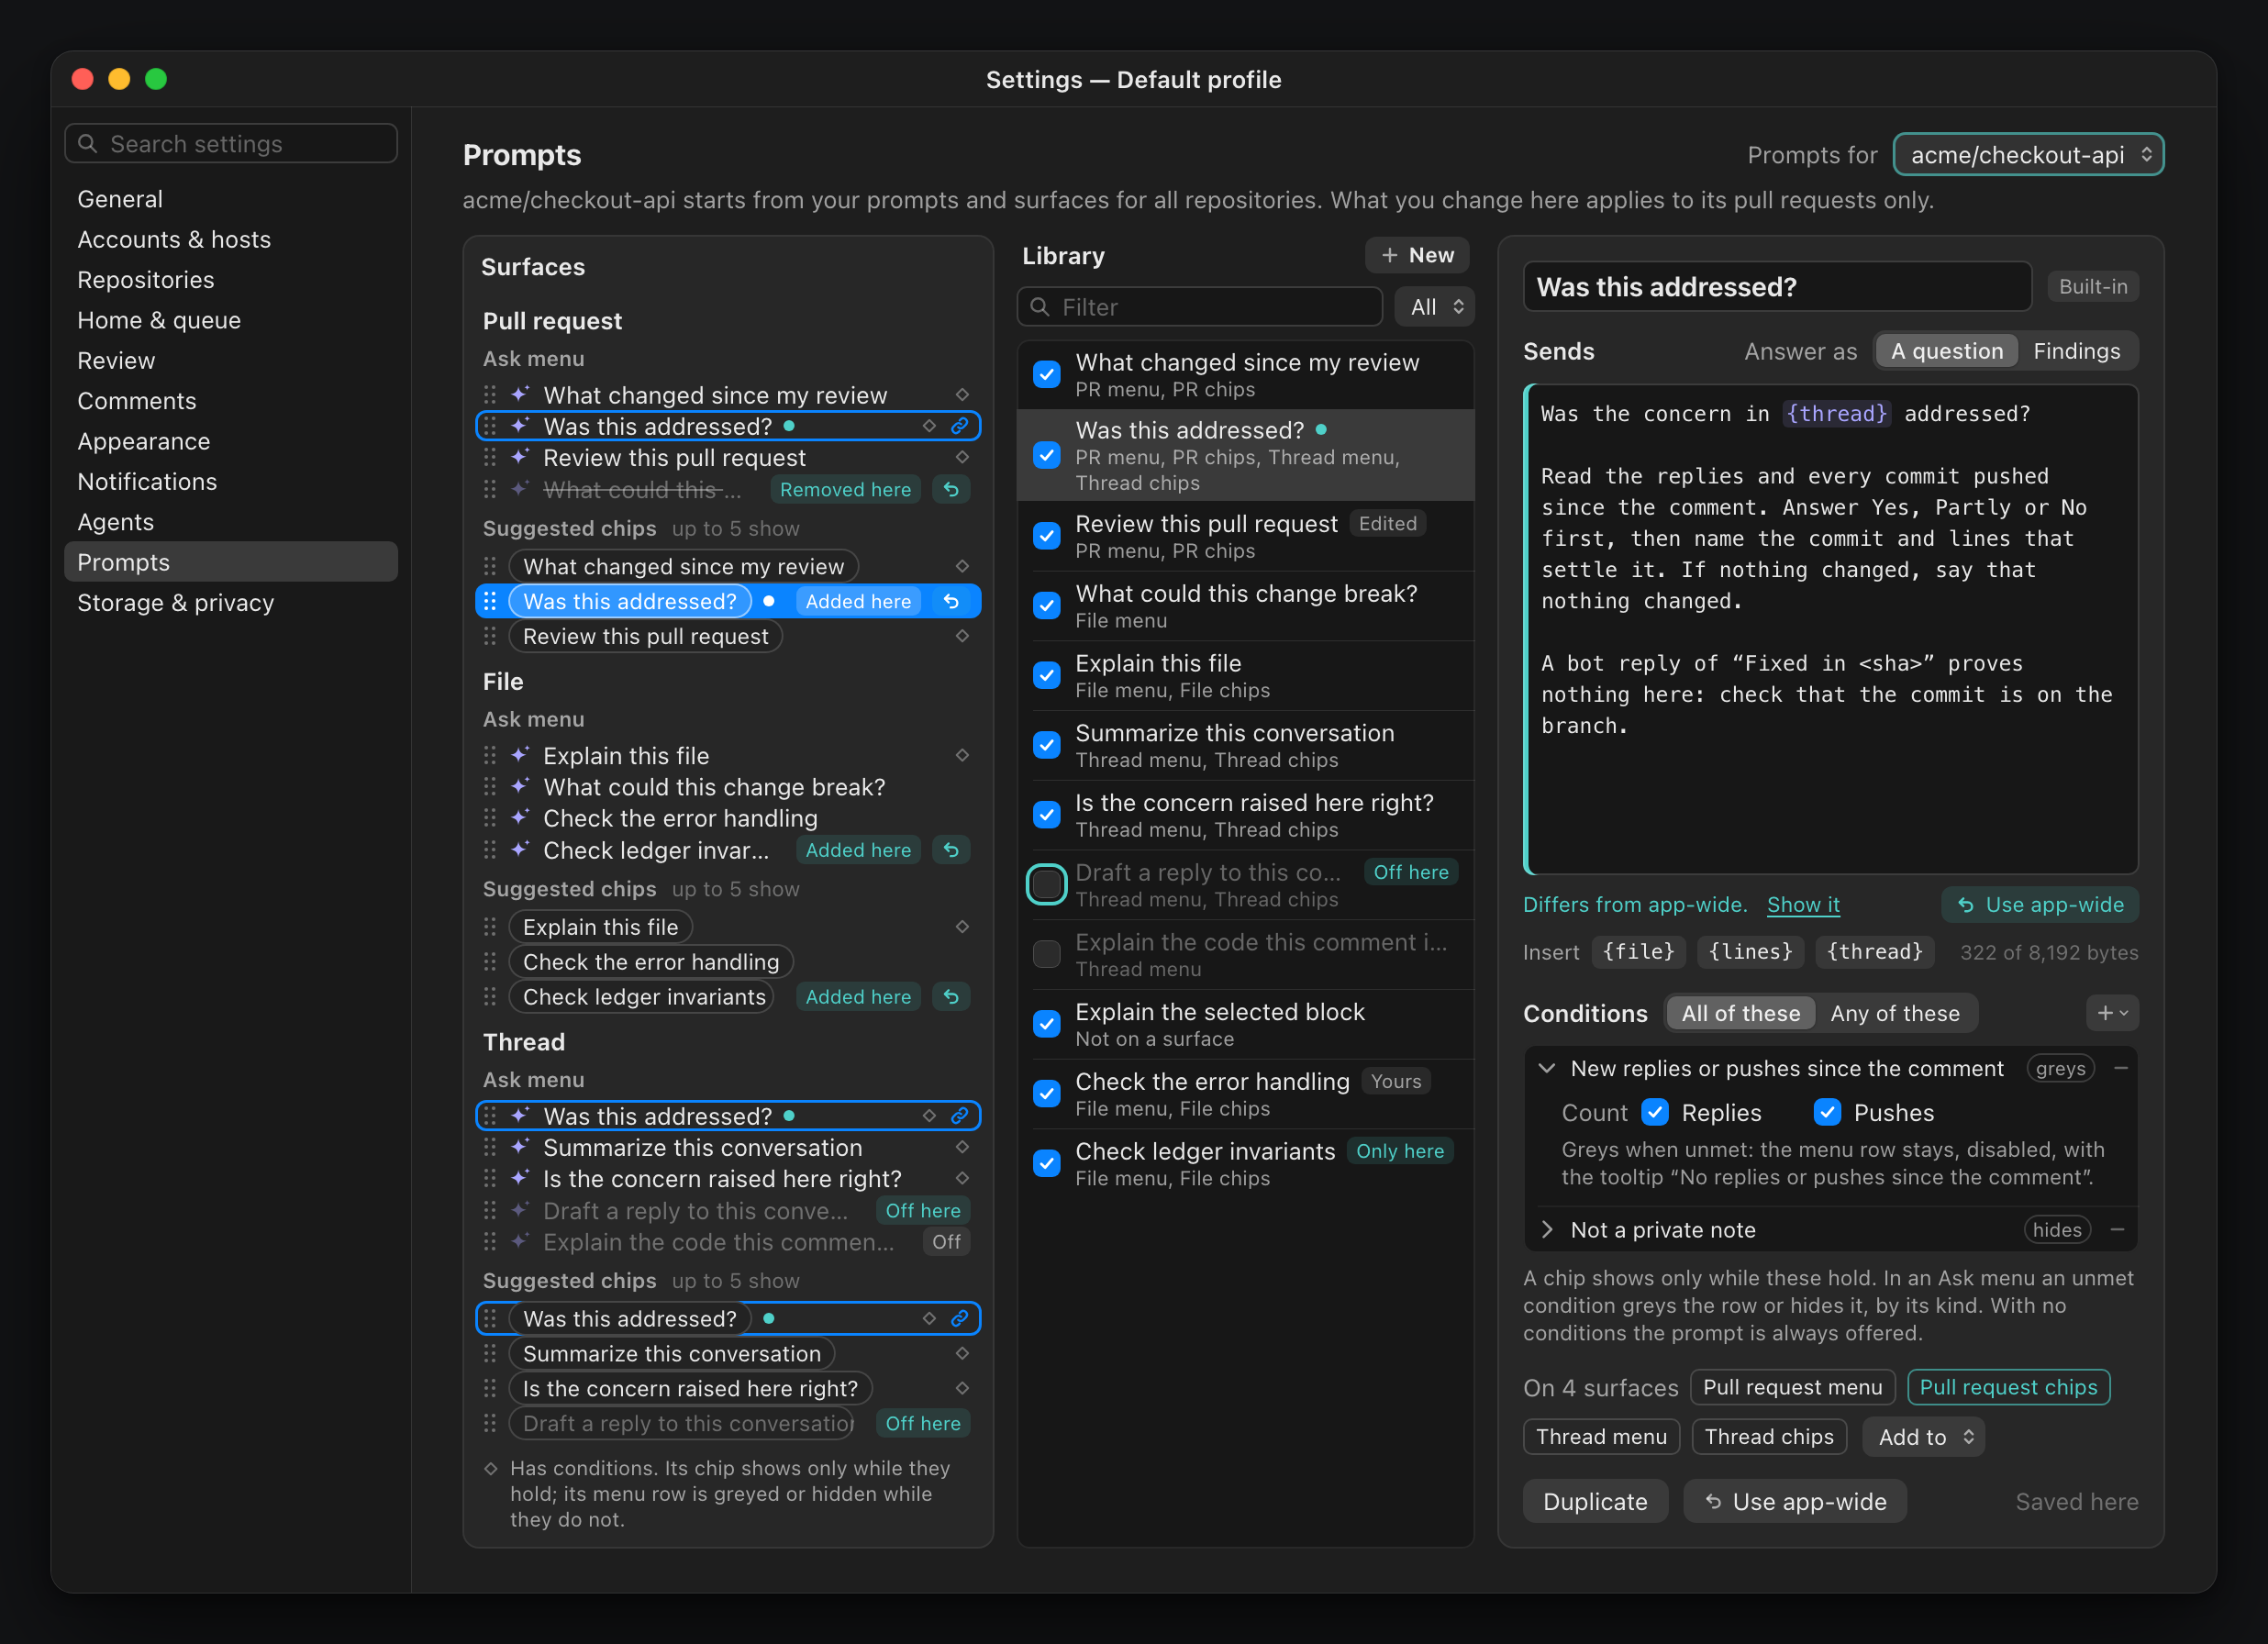 Settings — Default profile
Search settings
General
Accounts & hosts
Repositories
Home & queue
Review
Comments
Appearance
Notifications
Agents
Prompts
Storage & privacy
Prompts
Prompts for acme/checkout-api
acme/checkout-api starts from your prompts and surfaces for all repositories. What you change here applies to its pull requests only.
Surfaces
Pull request
Ask menu
What changed since my review
Was this addressed?
Review this pull request
What could this ... Removed here
Suggested chips up to 5 show
What changed since my review
Was this addressed? Added here
Review this pull request
File
Ask menu
Explain this file
What could this change break?
Check the error handling
Check ledger invar... Added here
Suggested chips up to 5 show
Explain this file
Check the error handling
Check ledger invariants Added here
Thread
Ask menu
Was this addressed?
Summarize this conversation
Is the concern raised here right?
Draft a reply to this conve... Off here
Explain the code this commen... Off
Suggested chips up to 5 show
Was this addressed?
Summarize this conversation
Is the concern raised here right?
Draft a reply to this conversation Off here
Has conditions. Its chip shows only while they
hold; its menu row is greyed or hidden while
they do not.
Library
New
Filter
All
What changed since my review
PR menu, PR chips
Was this addressed?
PR menu, PR chips, Thread menu,
Thread chips
Review this pull request Edited
PR menu, PR chips
What could this change break?
File menu
Explain this file
File menu, File chips
Summarize this conversation
Thread menu, Thread chips
Is the concern raised here right?
Thread menu, Thread chips
Draft a reply to this co... Off here
Thread menu, Thread chips
Explain the code this comment i...
Thread menu
Explain the selected block
Not on a surface
Check the error handling Yours
File menu, File chips
Check ledger invariants Only here
File menu, File chips
Was this addressed? Built-in
Sends Answer as A question Findings
Was the concern in {thread} addressed?
Read the replies and every commit pushed
since the comment. Answer Yes, Partly or No
first, then name the commit and lines that
settle it. If nothing changed, say that
nothing changed.
A bot reply of “Fixed in <sha>” proves
nothing here: check that the commit is on the
branch.
Differs from app-wide. Show it Use app-wide
Insert {file} {lines} {thread} 322 of 8,192 bytes
Conditions All of these Any of these
New replies or pushes since the comment greys
Count Replies Pushes
Greys when unmet: the menu row stays, disabled, with
the tooltip “No replies or pushes since the comment”.
Not a private note hides
A chip shows only while these hold. In an Ask menu an unmet
condition greys the row or hides it, by its kind. With no
conditions the prompt is always offered.
On 4 surfaces Pull request menu Pull request chips
Thread menu Thread chips Add to
Duplicate Use app-wide Saved here